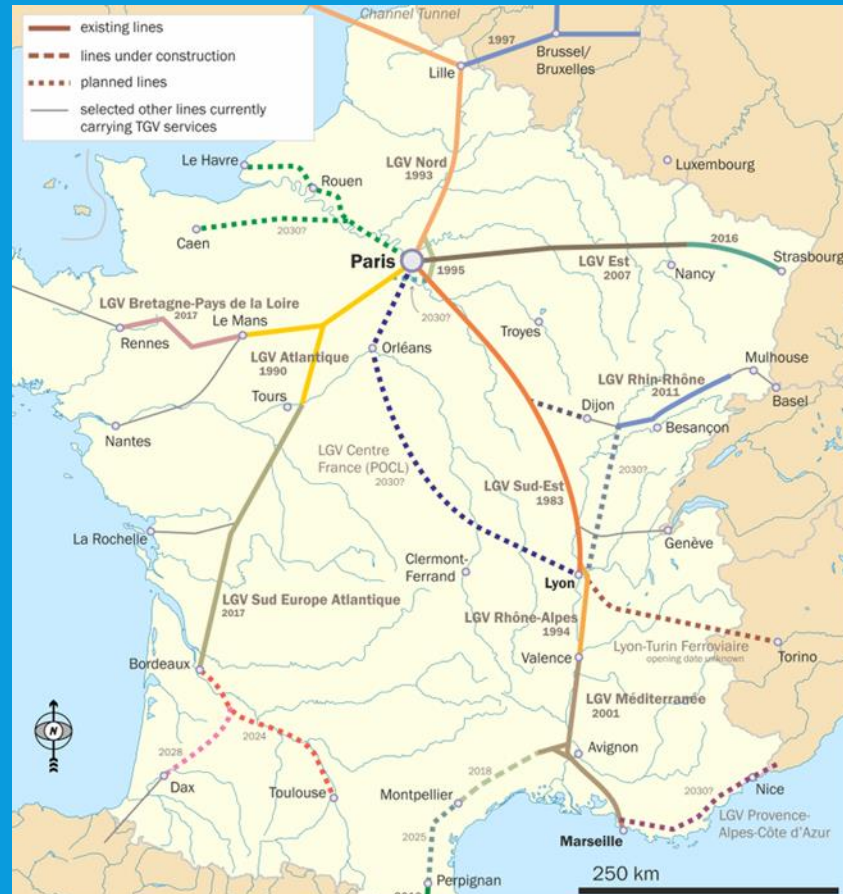 existing lines
lines under construction
planned lines
selected other lines currently
carrying TGV services
Channel Tunnel
1997
Brussel/
Bruxelles
Lille
Le Havre
Rouen
LGV Nord
1993
Luxembourg
Caen
2030?
Paris
1995
LGV Est
2007
2016
Strasbourg
Nancy
2030?
LGV Bretagne-Pays de la Loire
2017
Le Mans
Rennes
Troyes
LGV Atlantique
1990
Orléans
Mulhouse
LGV Rhin-Rhône
2011
Basel
Tours
Dijon
Besançon
Nantes
LGV Centre
France (POCL)
2030?
2030?
LGV Sud-Est
1983
La Rochelle
Genève
Clermont-
Ferrand
Lyon
LGV Sud Europe Atlantique
2017
LGV Rhône-Alpes
1994
Lyon-Turin Ferroviaire
opening date unknown
Torino
Bordeaux
Valence
LGV Méditerranée
2001
N
2024
2028
Avignon
Dax
Toulouse
2018
Montpellier
2030?
Nice
LGV Provence-
Alpes-Côte d'Azur
2025
Marseille
Perpignan
250 km